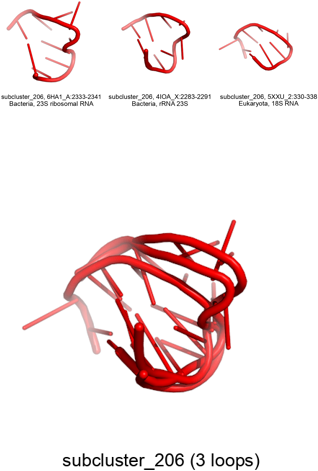 subcluster_206, 6HA1_A:2333-2341
Bacteria, 23S ribosomal RNA
subcluster_206, 4IOA_X:2283-2291
Bacteria, rRNA 23S
subcluster_206, 5XXU_2:330-338
Eukaryota, 18S RNA
subcluster_206 (3 loops)